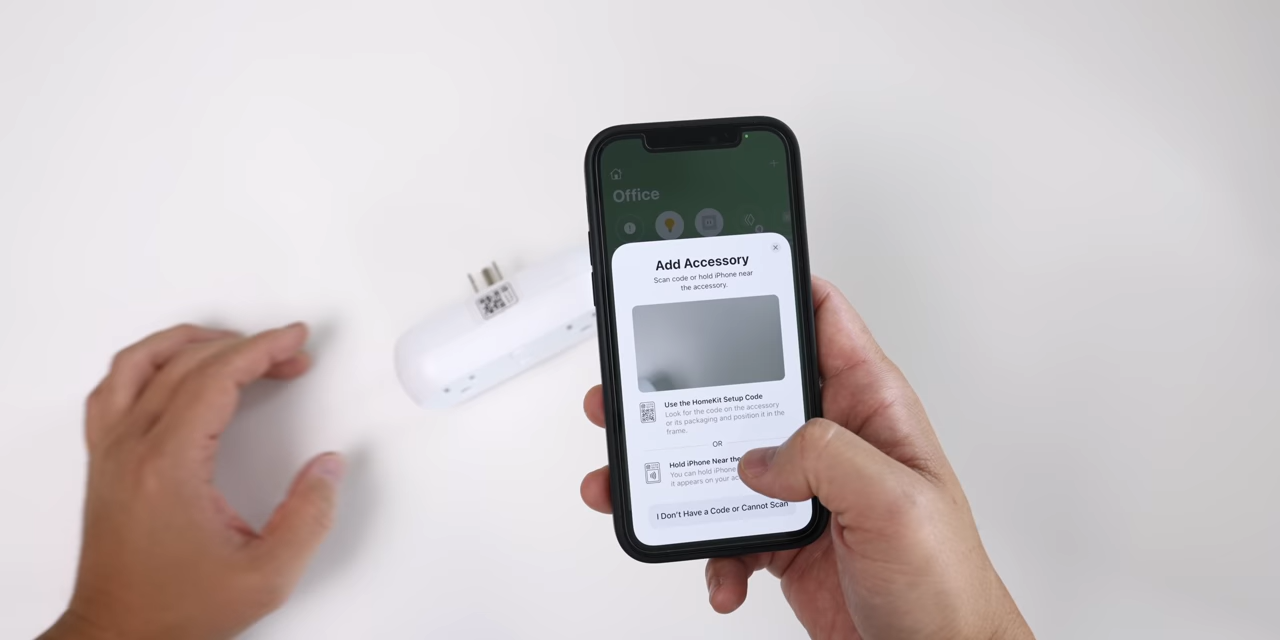 Office
Add Accessory
Scan code or hold iPhone near
the accessory.
Use the HomeKit Setup Code
Look for the code on the accessory
or its packaging and position it in the
frame.
OR
Hold iPhone Near the
You can hold iPhone
it appears on your
I Don't Have a Code or Cannot Scan